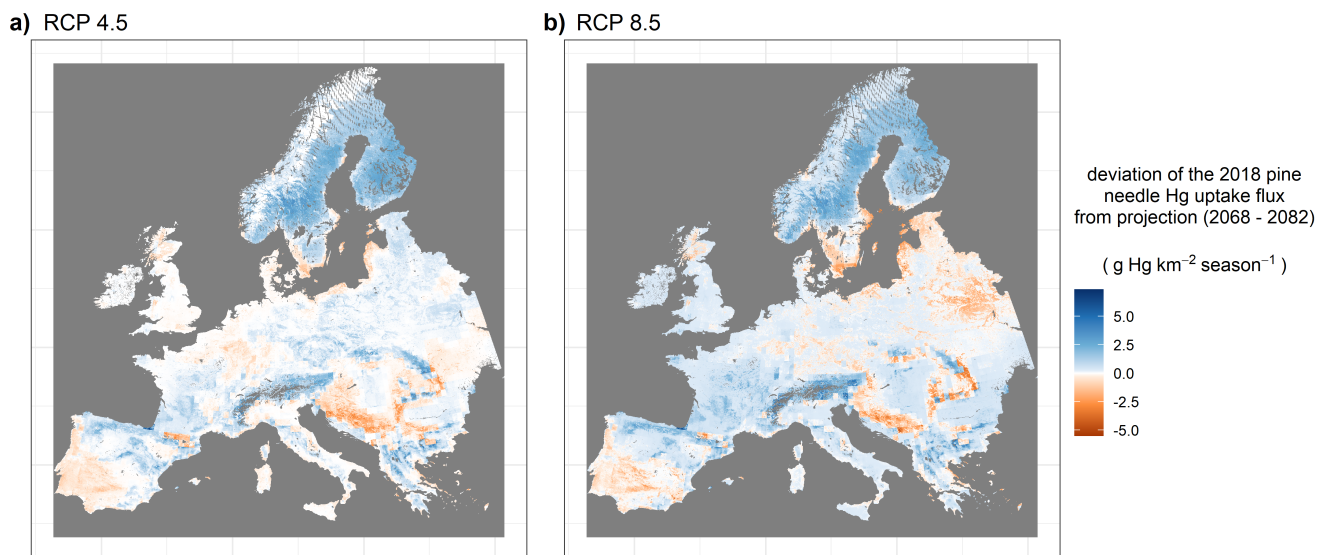 a) RCP 4.5
b) RCP 8.5
deviation of the 2018 pine
needle Hg uptake flux
from projection (2068 - 2082)
( g Hg km⁻² season⁻¹ )
5.0
2.5
0.0
-2.5
-5.0